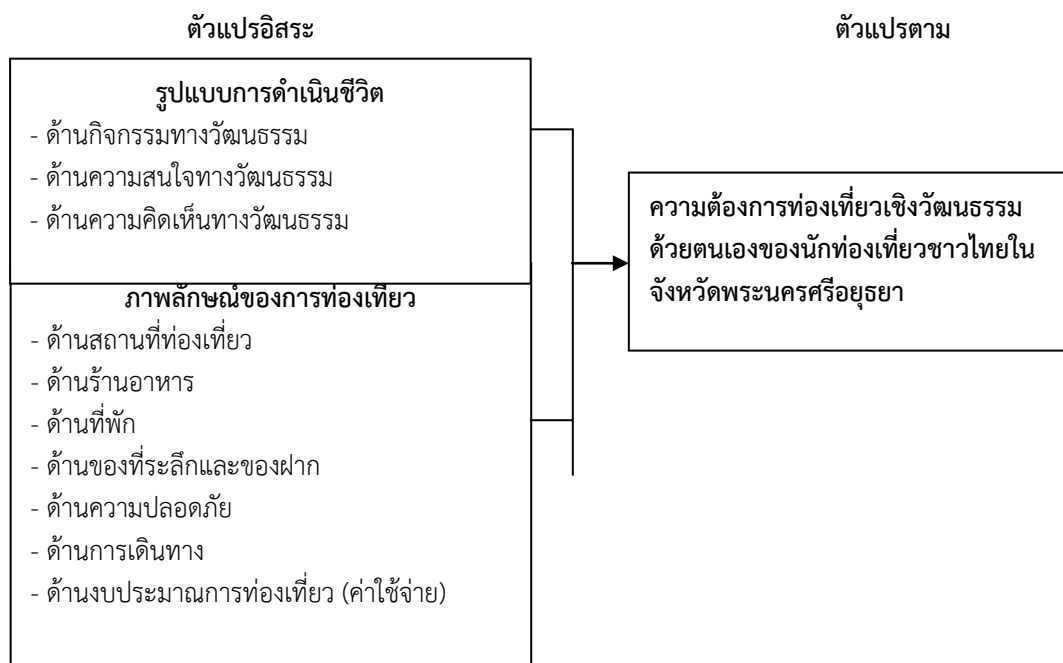 ตัวแปรอิสระ
ตัวแปรตาม
รูปแบบการดำเนินชีวิต
- ด้านกิจกรรมทางวัฒนธรรม
- ด้านความสนใจทางวัฒนธรรม
- ด้านความคิดเห็นทางวัฒนธรรม
ภาพลักษณ์ของการท่องเที่ยว
- ด้านสถานที่ท่องเที่ยว
- ด้านร้านอาหาร
- ด้านที่พัก
- ด้านของที่ระลึกและของฝาก
- ด้านความปลอดภัย
- ด้านการเดินทาง
- ด้านงบประมาณการท่องเที่ยว (ค่าใช้จ่าย)
ความต้องการท่องเที่ยวเชิงวัฒนธรรม
ด้วยตนเองของนักท่องเที่ยวชาวไทยใน
จังหวัดพระนครศรีอยุธยา